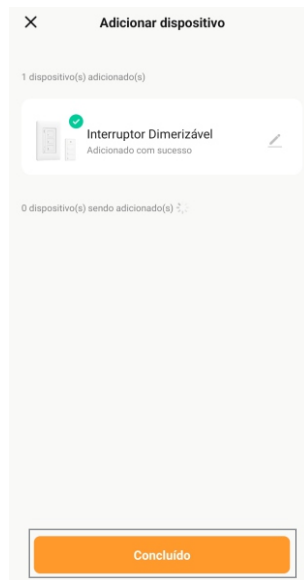 Adicionar dispositivo
1 dispositivo(s) adicionado(s)
Interruptor Dimerizável
Adicionado com sucesso
0 dispositivo(s) sendo adicionado(s)
Concluído